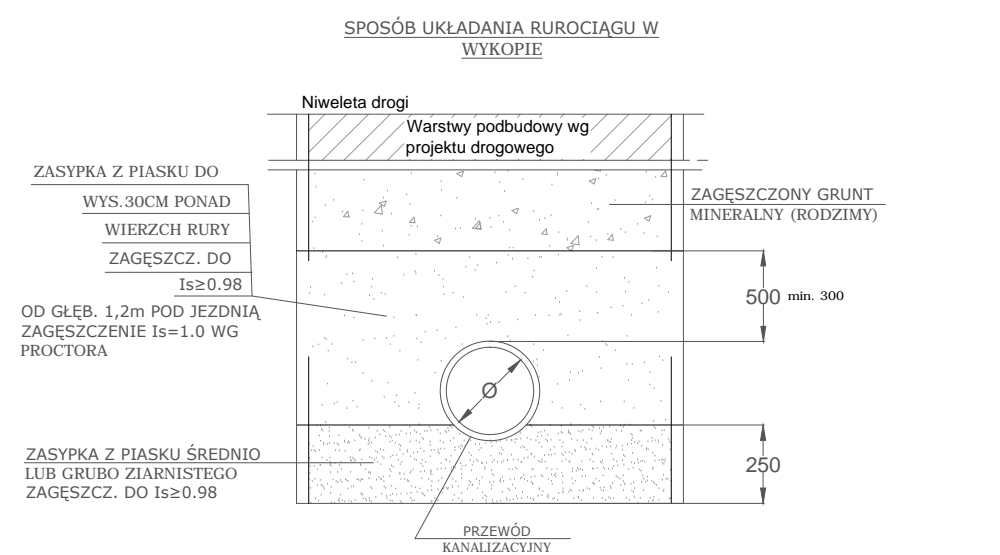 SPOSÓB UKŁADANIA RUROCIĄGU W
WYKOPIE
Niweleta drogi
Warstwy podbudowy wg
projektu drogowego
ZASYPKA Z PIASKU DO
WYS.30CM PONAD
WIERZCH RURY
ZAGĘSZCZ. DO
Is≥0.98
OD GŁĘB. 1,2m POD JEZDNIĄ
ZAGĘSZCZENIE Is=1.0 WG
PROCTORA
ZAGĘSZCZONY GRUNT
MINERALNY (RODZIMY)
500 min. 300
Ø
ZASYPKA Z PIASKU ŚREDNIO
LUB GRUBO ZIARNISTEGO
ZAGĘSZCZ. DO Is≥0.98
250
PRZEWÓD
KANALIZACYJNY